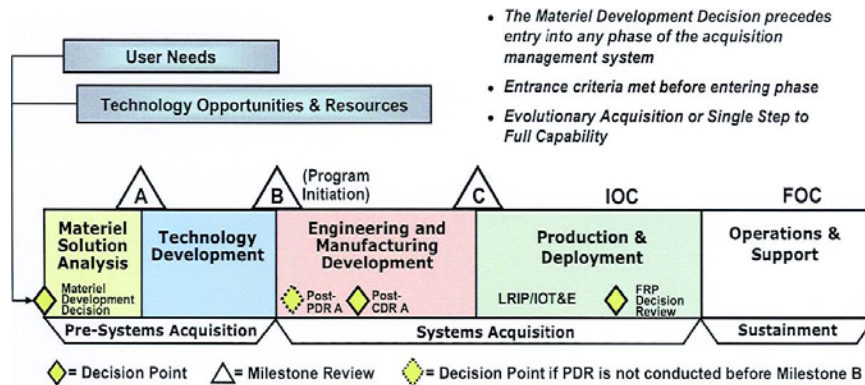 User Needs
Technology Opportunities & Resources
• The Materiel Development Decision precedes
entry into any phase of the acquisition
management system
• Entrance criteria met before entering phase
• Evolutionary Acquisition or Single Step to
Full Capability
A
B
(Program
Initiation)
C
IOC
FOC
Materiel
Solution
Analysis
Technology
Development
Engineering and
Manufacturing
Development
Production &
Deployment
Operations &
Support
Materiel
Development
Decision
Post-
PDR A
Post-
CDR A
LRIP/IOT&E
FRP
Decision
Review
Pre-Systems Acquisition
Systems Acquisition
Sustainment
= Decision Point
= Milestone Review
= Decision Point if PDR is not conducted before Milestone B